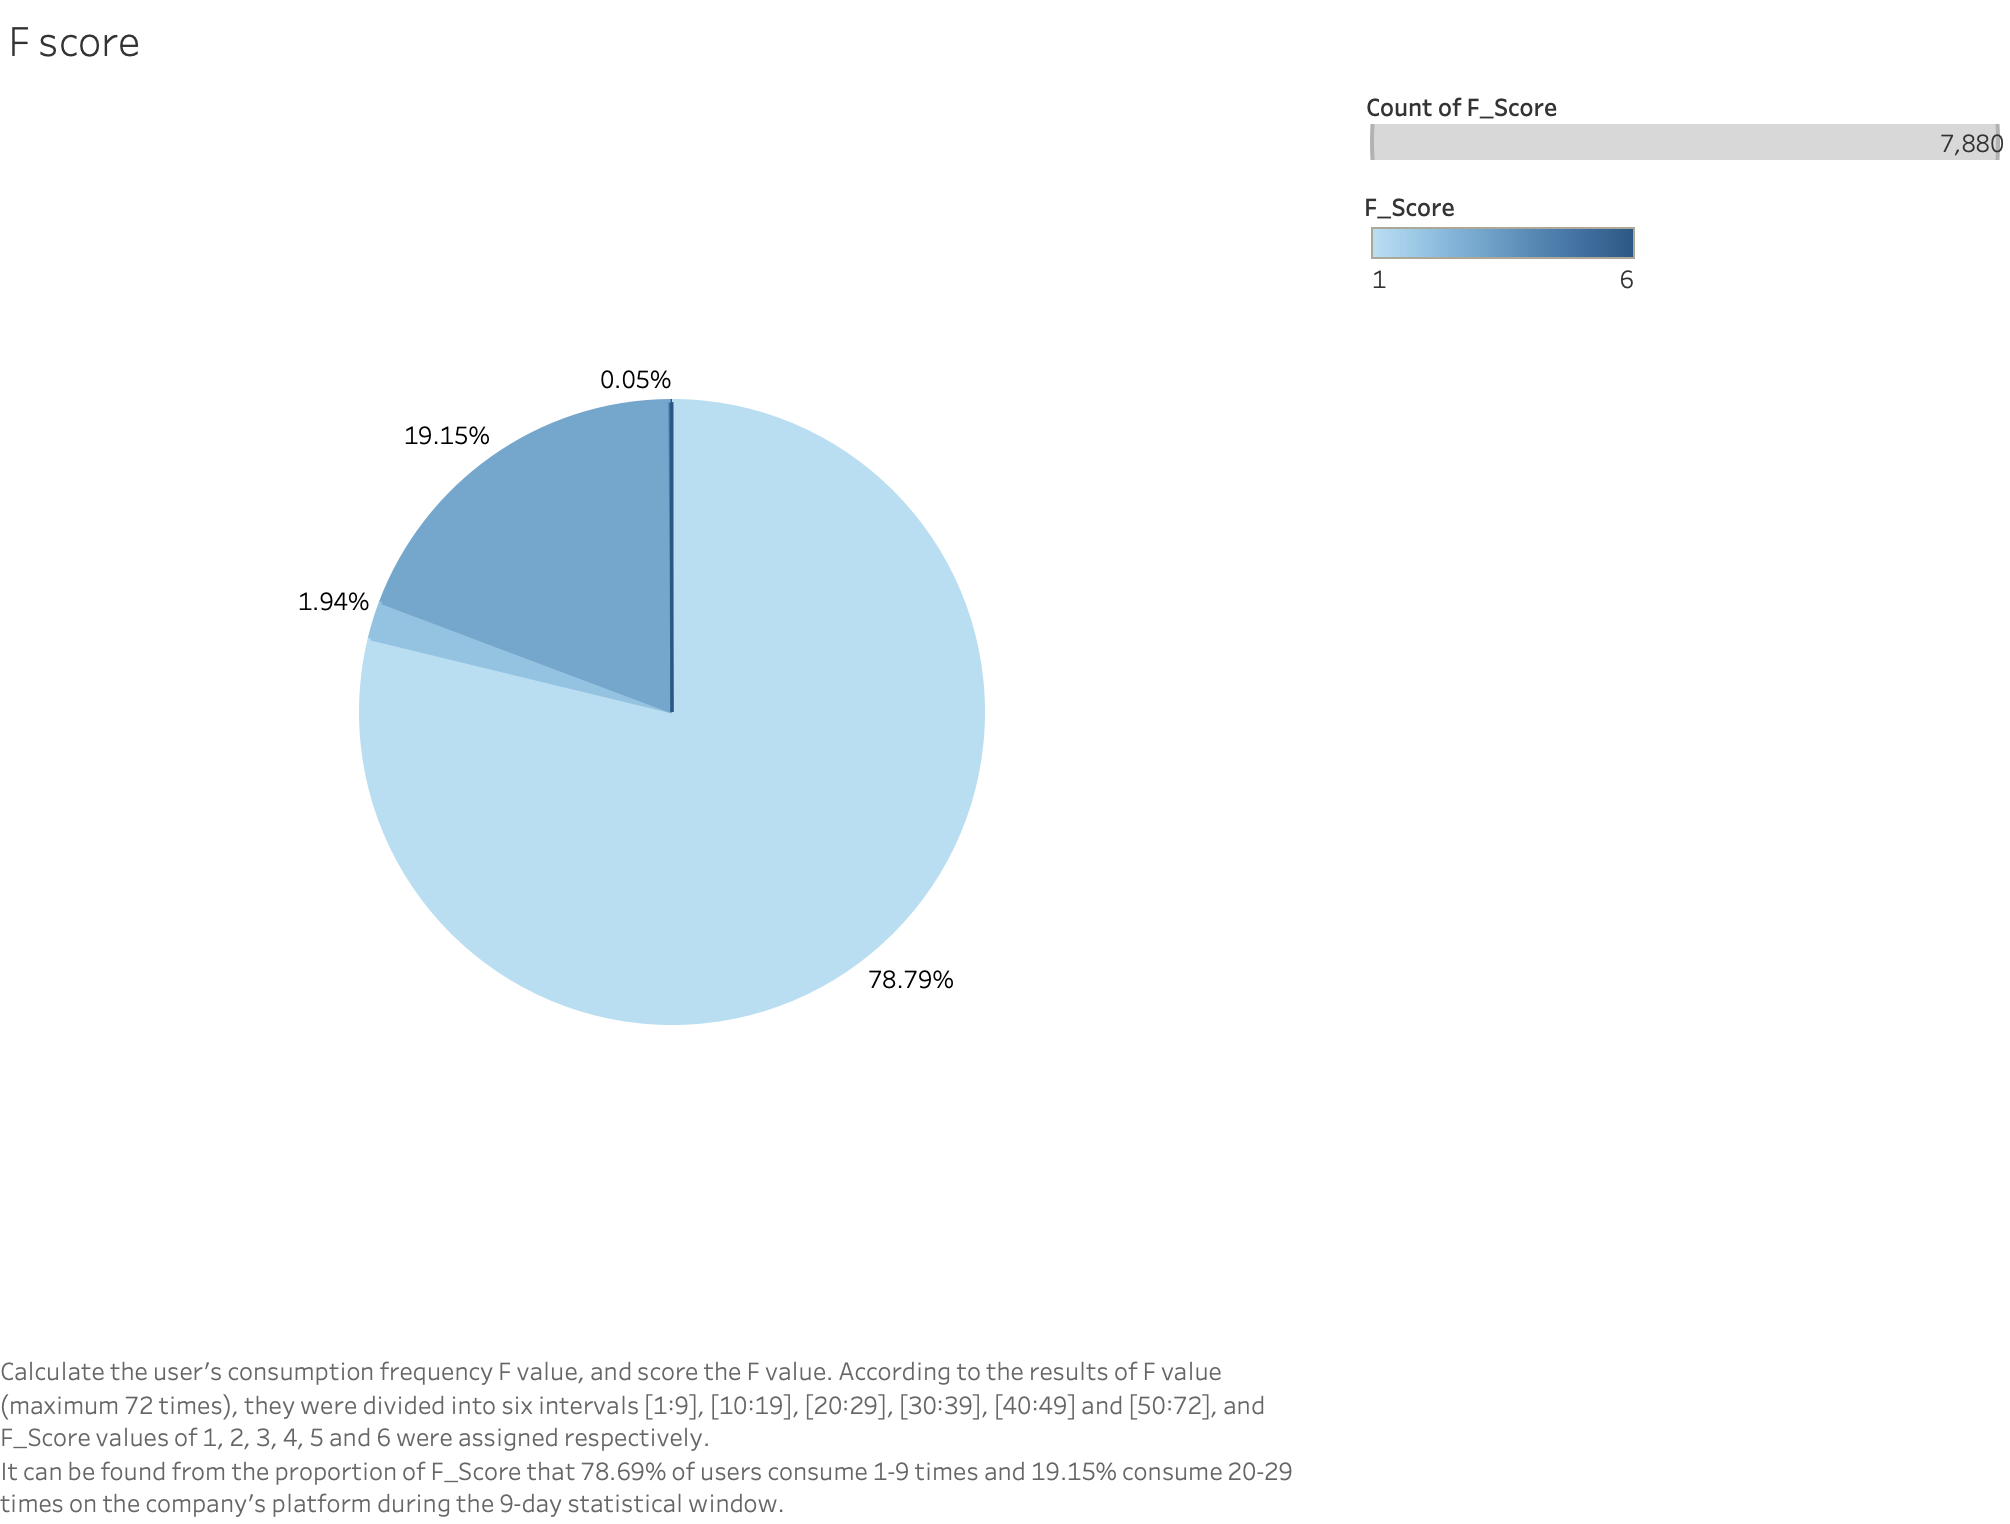 F score
Count of F_Score
7,880
F_Score
1 6
0.05%
19.15%
1.94%
78.79%
Calculate the user's consumption frequency F value, and score the F value. According to the results of F value
(maximum 72 times), they were divided into six intervals [1:9], [10:19], [20:29], [30:39], [40:49] and [50:72], and
F_Score values of 1, 2, 3, 4, 5 and 6 were assigned respectively.
It can be found from the proportion of F_Score that 78.69% of users consume 1-9 times and 19.15% consume 20-29
times on the company's platform during the 9-day statistical window.